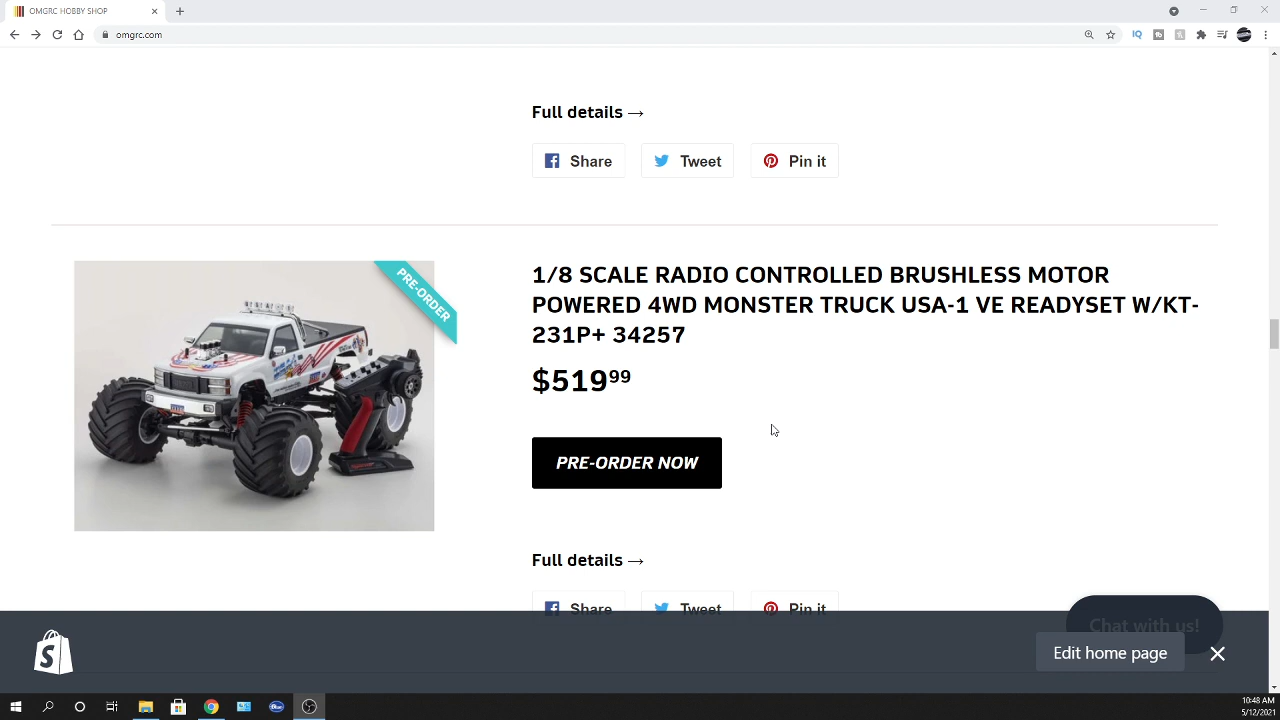 OMGRC HOBBY SHOP
omgrc.com
IQ
Full details →
Share
Tweet
Pin it
PRE-ORDER
1/8 SCALE RADIO CONTROLLED BRUSHLESS MOTOR
POWERED 4WD MONSTER TRUCK USA-1 VE READYSET W/KT-
231P+ 34257
$519.99
PRE-ORDER NOW
Full details →
Share
Tweet
Pin it
Chat with us!
Edit home page
10:48 AM
5/12/2021